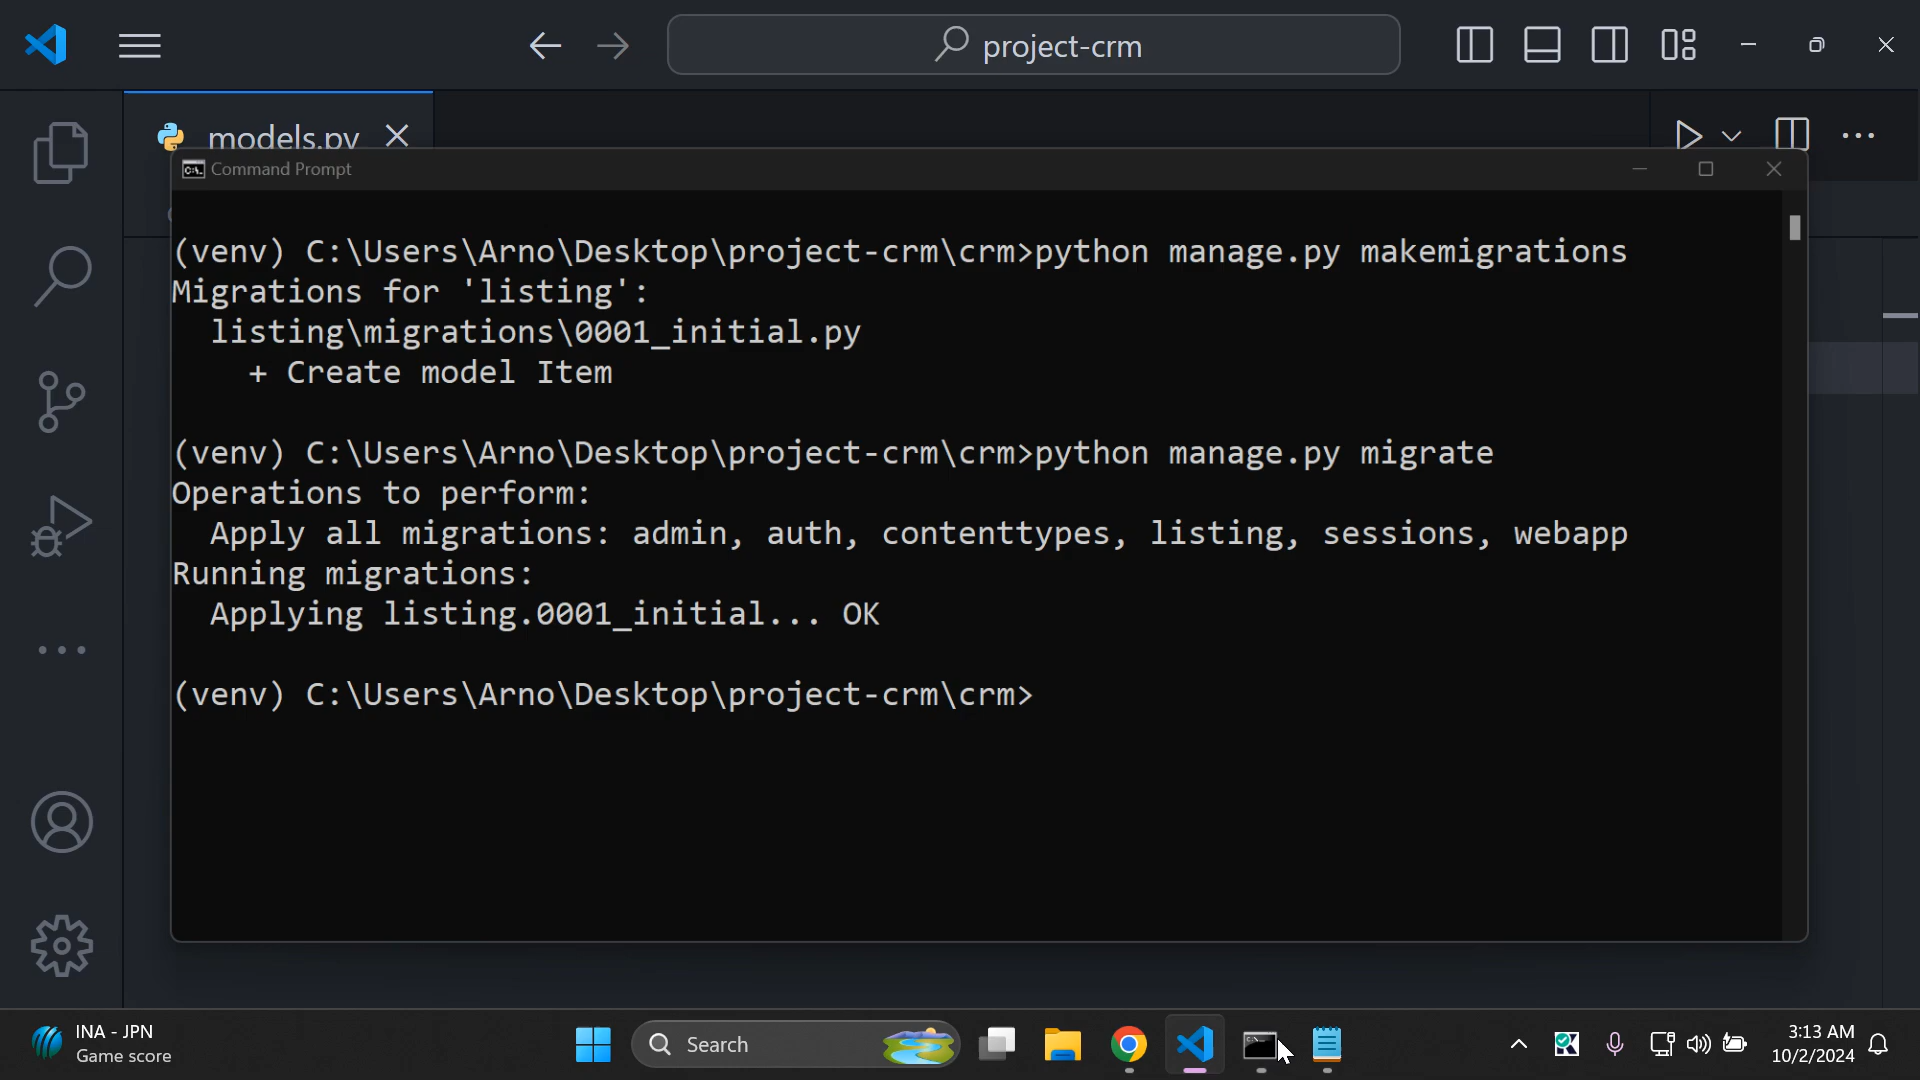 project-crm
models.py
Command Prompt
(venv) C:\Users\Arno\Desktop\project-crm\crm>python manage.py makemigrations
Migrations for 'listing':
  listing\migrations\0001_initial.py
    + Create model Item
(venv) C:\Users\Arno\Desktop\project-crm\crm>python manage.py migrate
Operations to perform:
  Apply all migrations: admin, auth, contenttypes, listing, sessions, webapp
Running migrations:
  Applying listing.0001_initial... OK
(venv) C:\Users\Arno\Desktop\project-crm\crm>
INA - JPN
Game score
Search
3:13 AM
10/2/2024